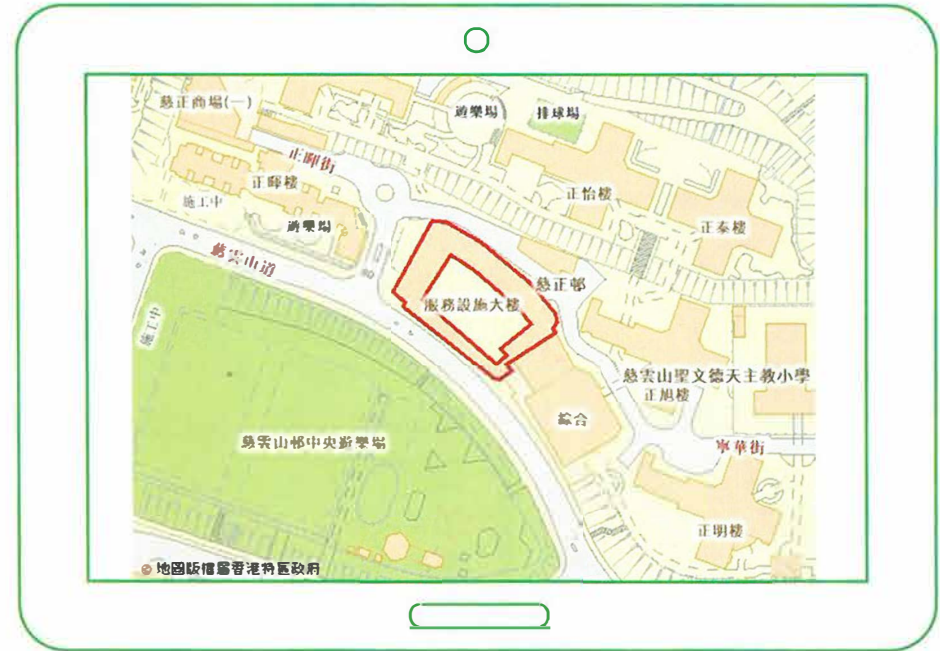 慈正商場(一)
遊樂場
排球場
正暉街
正暉樓
正怡樓
施工中
遊樂場
正泰樓
慈雲山道
慈正邨
服務設施大樓
施工中
慈雲山聖文德天主教小學
正旭樓
綜合
慈雲山邨中央遊樂場
寧華街
正明樓
© 地圖版權屬香港特區政府